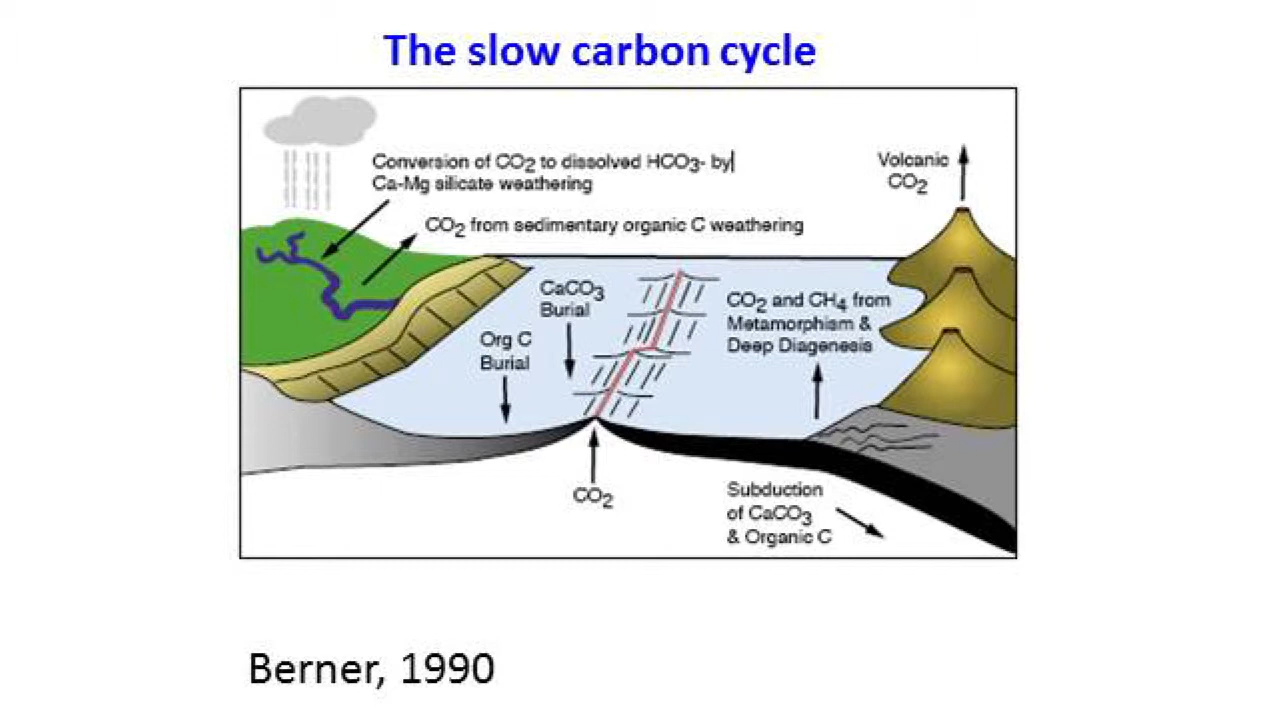 The slow carbon cycle
Conversion of CO2 to dissolved HCO3- by
Ca-Mg silicate weathering
CO2 from sedimentary organic C weathering
Volcanic
CO2
CaCO3
Burial
Org C
Burial
CO2 and CH4 from
Metamorphism &
Deep Diagenesis
CO2
Subduction
of CaCO3
& Organic C
Berner, 1990